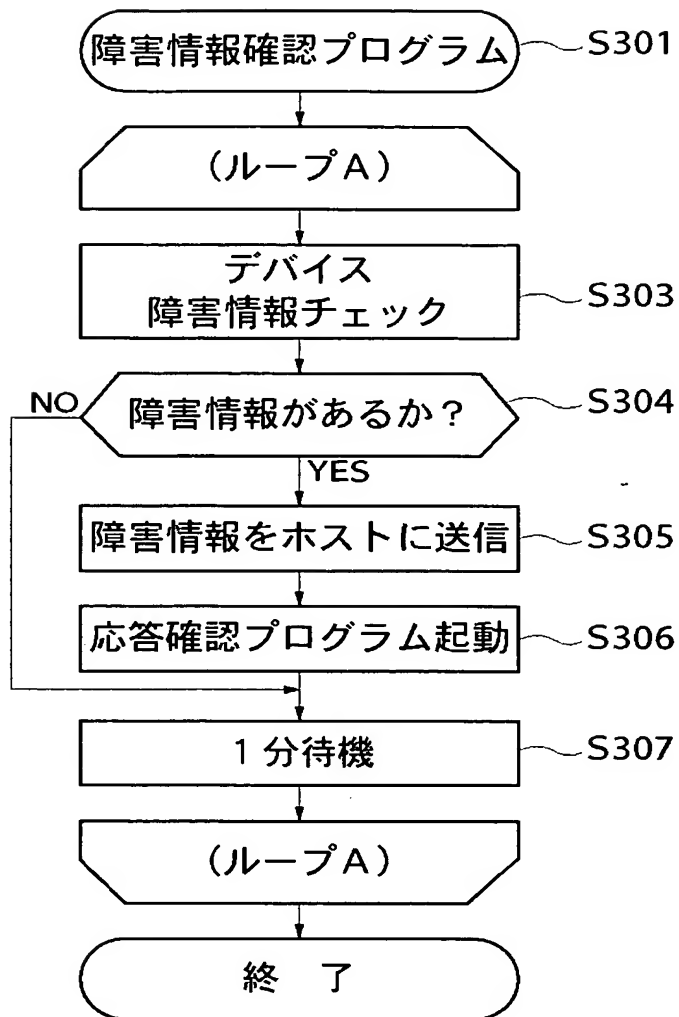 障害情報確認プログラム S301
(ループA)
デバイス
障害情報チェック S303
NO 障害情報があるか? S304
YES
障害情報をホストに送信 S305
応答確認プログラム起動 S306
1分待機 S307
(ループA)
終 了